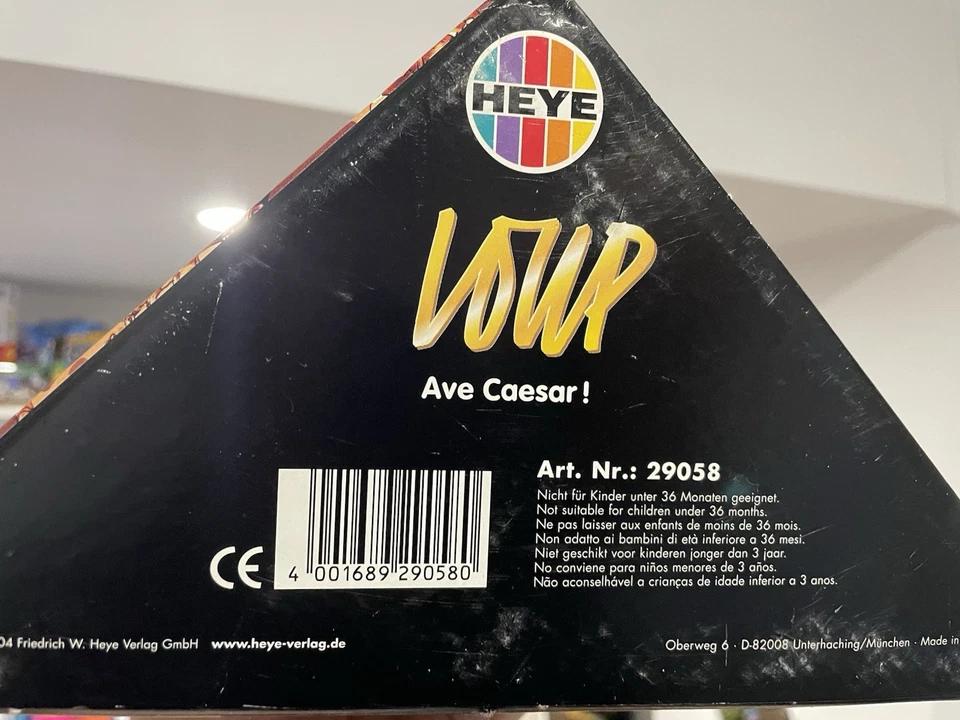 HEYE
LOUP
Ave Caesar!
Art. Nr.: 29058
Nicht für Kinder unter 36 Monaten geeignet.
Not suitable for children under 36 months.
Ne pas laisser aux enfants de moins de 36 mois.
Non adatto ai bambini di età inferiore a 36 mesi.
Niet geschikt voor kinderen jonger dan 3 jaar.
No conviene para niños menores de 3 años.
Não aconselhável a crianças de idade inferior a 3 anos.
CE
4 001689 290580
04 Friedrich W. Heye Verlag GmbH www.heye-verlag.de
Oberweg 6 · D-82008 Unterhaching/München · Made in